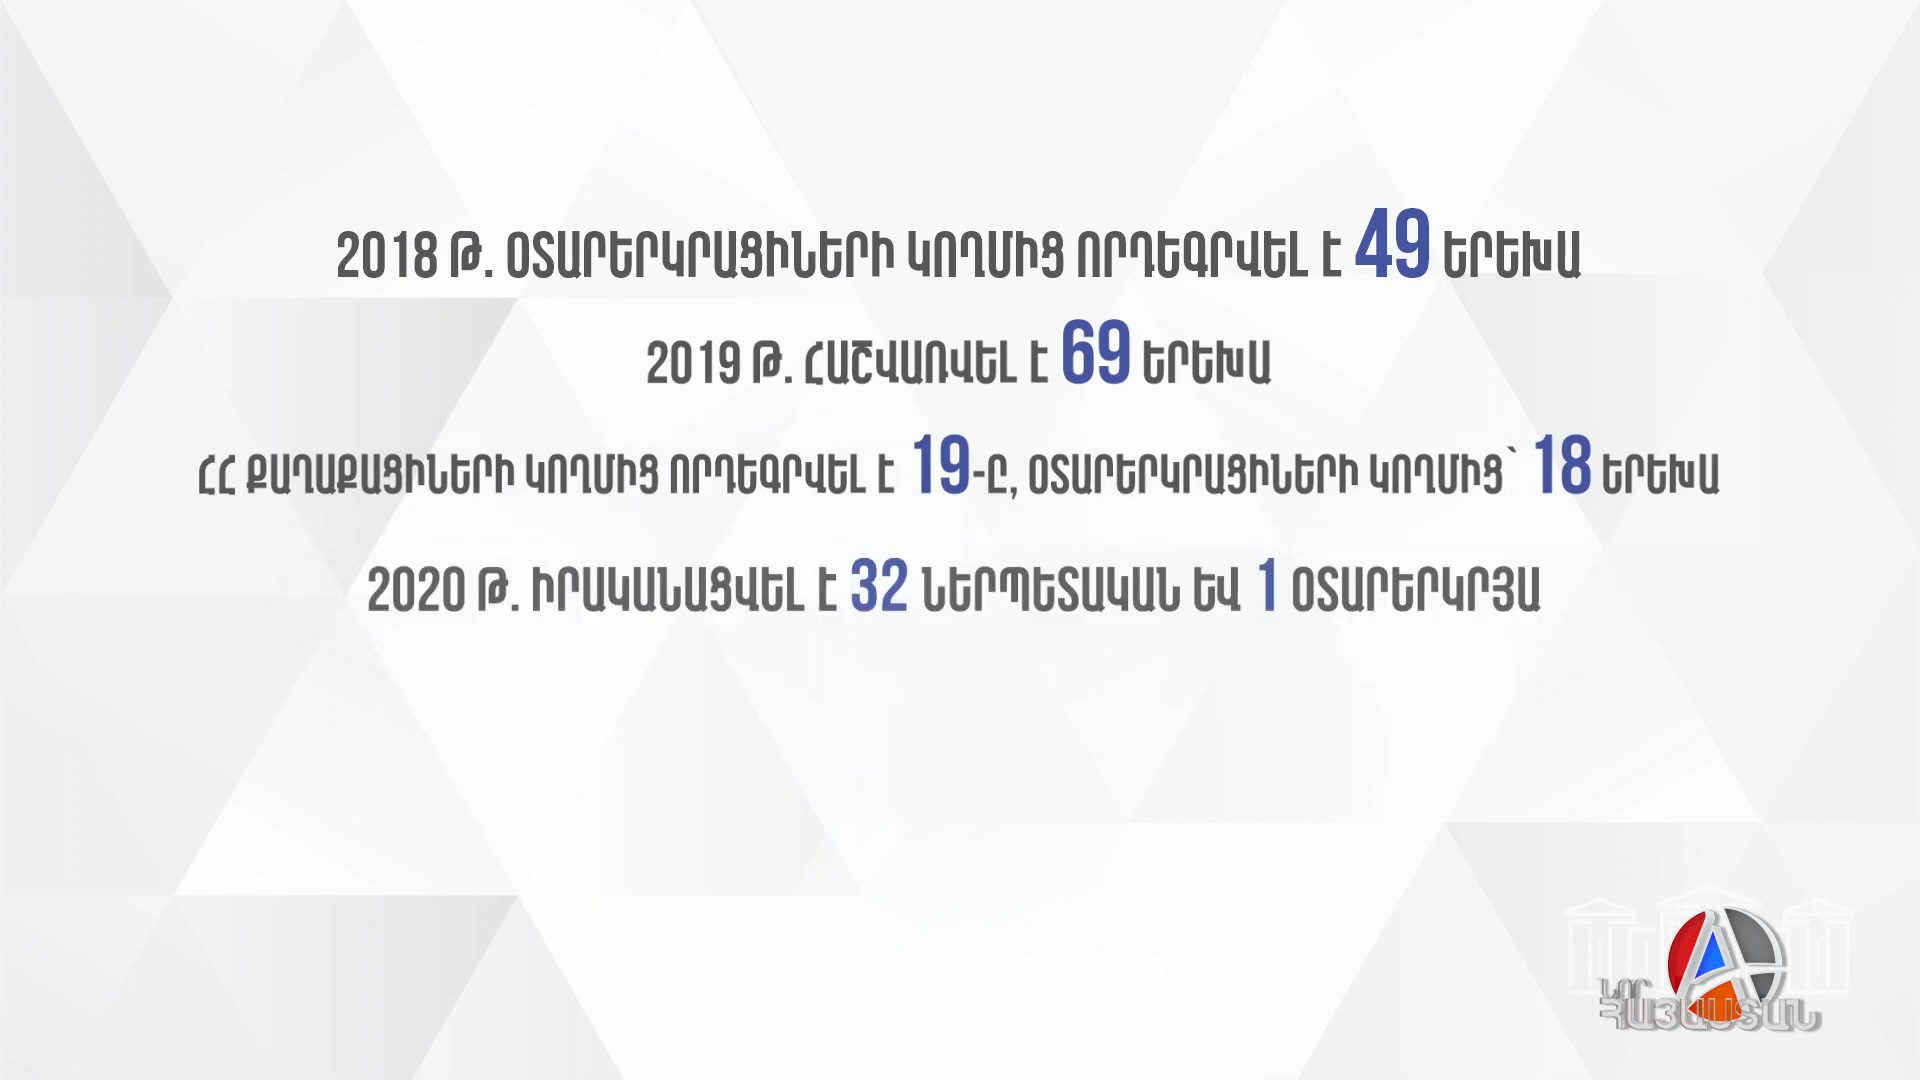 2018 Թ. ՕՏԱՐԵՐԿՐԱՑԻՆԵՐԻ ԿՈՂՄԻՑ ՈՐԴԵԳՐՎԵԼ Է 49 ԵՐԵԽԱ
2019 Թ. ՀԱՇՎԱՌՎԵԼ Է 69 ԵՐԵԽԱ
ՀՀ ՔԱՂԱՔԱՑԻՆԵՐԻ ԿՈՂՄԻՑ ՈՐԴԵԳՐՎԵԼ Է 19-Ը, ՕՏԱՐԵՐԿՐԱՑԻՆԵՐԻ ԿՈՂՄԻՑ՝ 18 ԵՐԵԽԱ
2020 Թ. ԻՐԱԿԱՆԱՑՎԵԼ Է 32 ՆԵՐՊԵՏԱԿԱՆ ԵՎ 1 ՕՏԱՐԵՐԿՐՅԱ
ՆՈՐ
ՀԱՅԱՍՏԱՆ